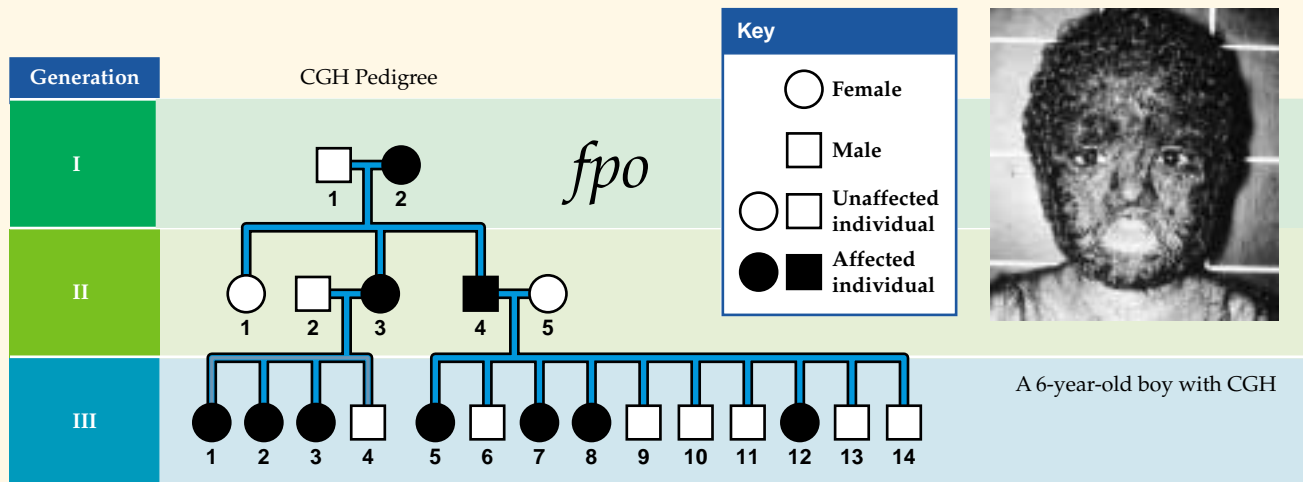 Generation
CGH Pedigree
I
1 2
fpo
II
1 2 3 4 5
III
1 2 3 4 5 6 7 8 9 10 11 12 13 14
Key
Female
Male
Unaffected
individual
Affected
individual
A 6-year-old boy with CGH